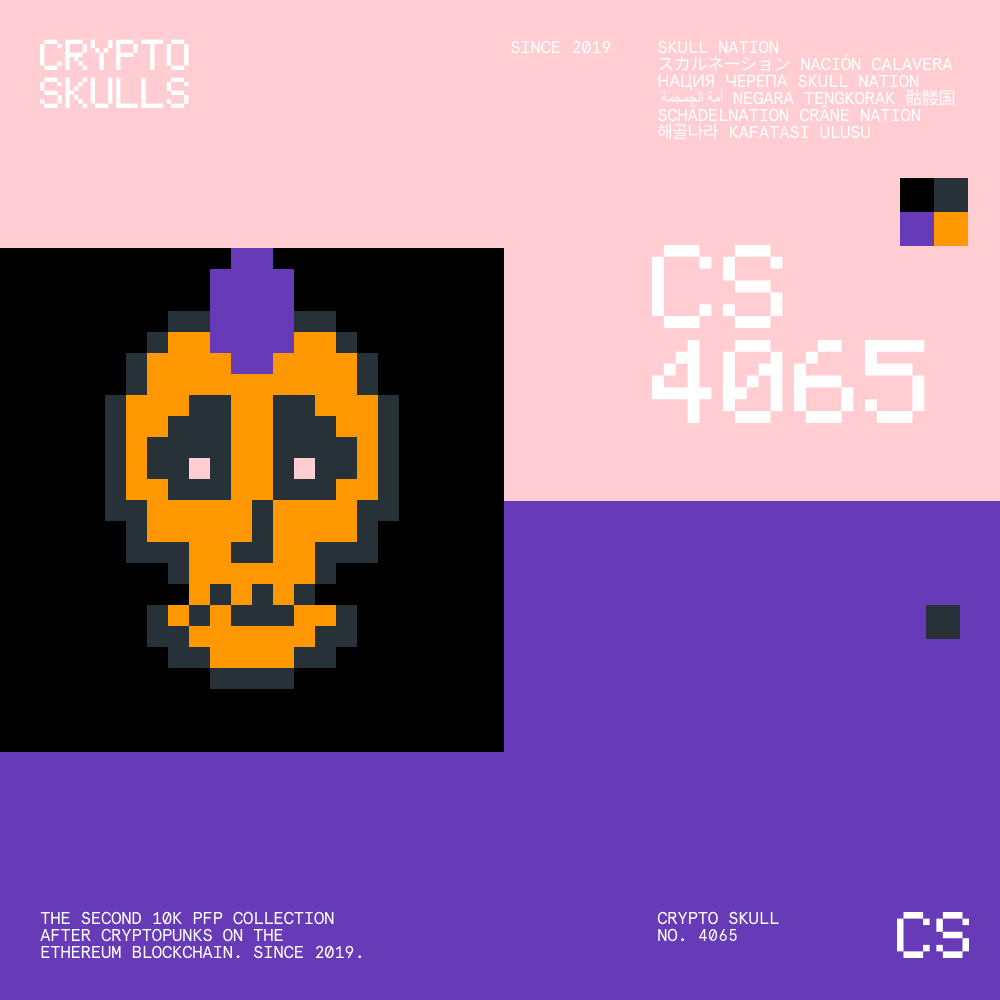 CRYPTO
SKULLS
SINCE 2019
SKULL NATION
スカルネーション NACIÓN CALAVERA
НАЦИЯ ЧЕРЕПА SKULL NATION
أمة الجمجمة NEGARA TENGKORAK 骷髅国
SCHÄDELNATION CRÂNE NATION
해골나라 KAFATASI ULUSU
CS
4065
THE SECOND 10K PFP COLLECTION
AFTER CRYPTOPUNKS ON THE
ETHEREUM BLOCKCHAIN. SINCE 2019.
CRYPTO SKULL
NO. 4065
CS